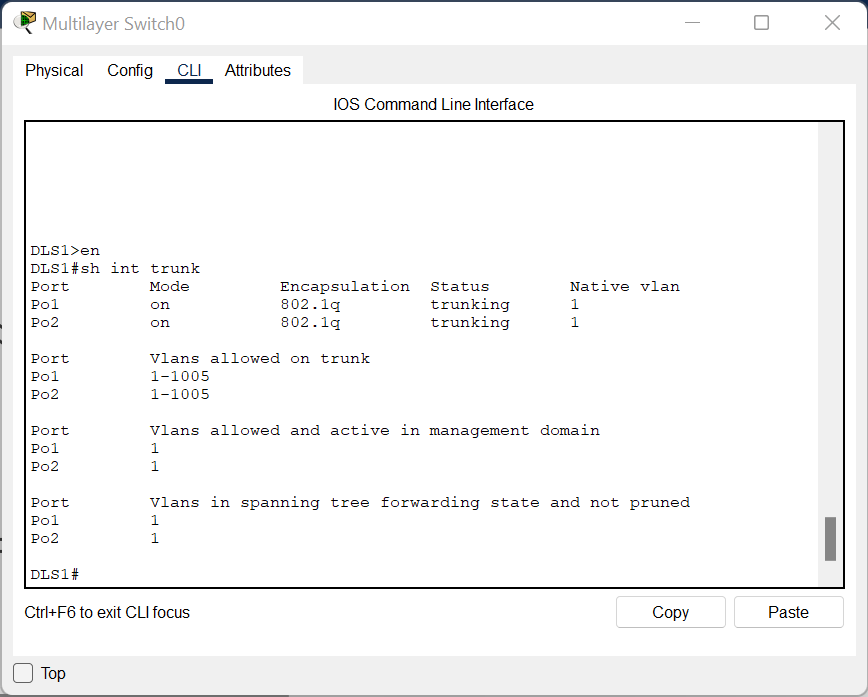 Multilayer Switch0
Physical Config CLI Attributes
IOS Command Line Interface
DLS1>en
DLS1#sh int trunk
Port        Mode         Encapsulation  Status        Native vlan
Po1         on           802.1q         trunking      1
Po2         on           802.1q         trunking      1
Port        Vlans allowed on trunk
Po1         1-1005
Po2         1-1005
Port        Vlans allowed and active in management domain
Po1         1
Po2         1
Port        Vlans in spanning tree forwarding state and not pruned
Po1         1
Po2         1
DLS1#
Ctrl+F6 to exit CLI focus
Copy Paste
Top